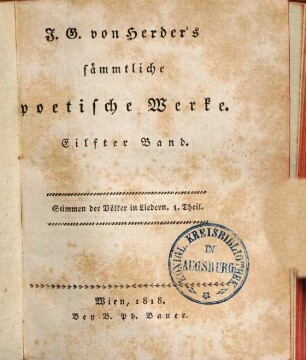 J. G. von Herder's
sämmtliche
poetische Werke.
Eilfter Band.
Stimmen der Völker in Liedern. 1. Theil.
KÖNIGL. KREISBIBLIOTHEK
IN
AUGSBURG
Wien, 1818.
Bey B. Ph. Bauer.